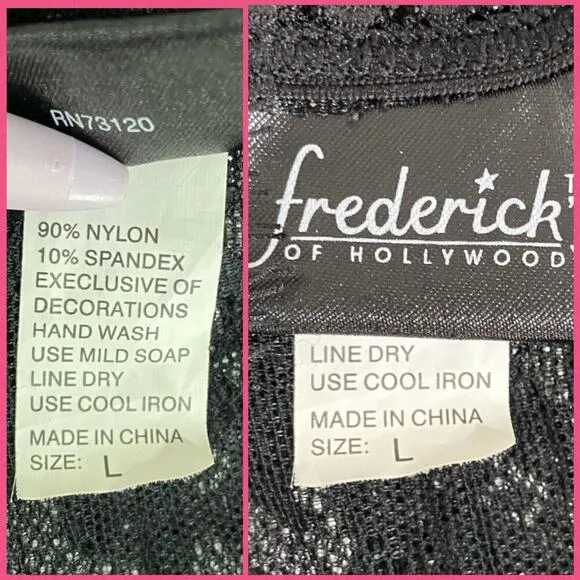 RN73120
90% NYLON
10% SPANDEX
EXECLUSIVE OF
DECORATIONS
HAND WASH
USE MILD SOAP
LINE DRY
USE COOL IRON
MADE IN CHINA
SIZE: L
frederick's
OF HOLLYWOOD
LINE DRY
USE COOL IRON
MADE IN CHINA
SIZE: L